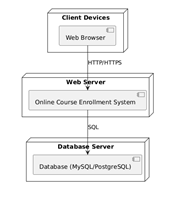 Client Devices
Web Browser
HTTP/HTTPS
Web Server
Online Course Enrollment System
SQL
Database Server
Database (MySQL/PostgreSQL)